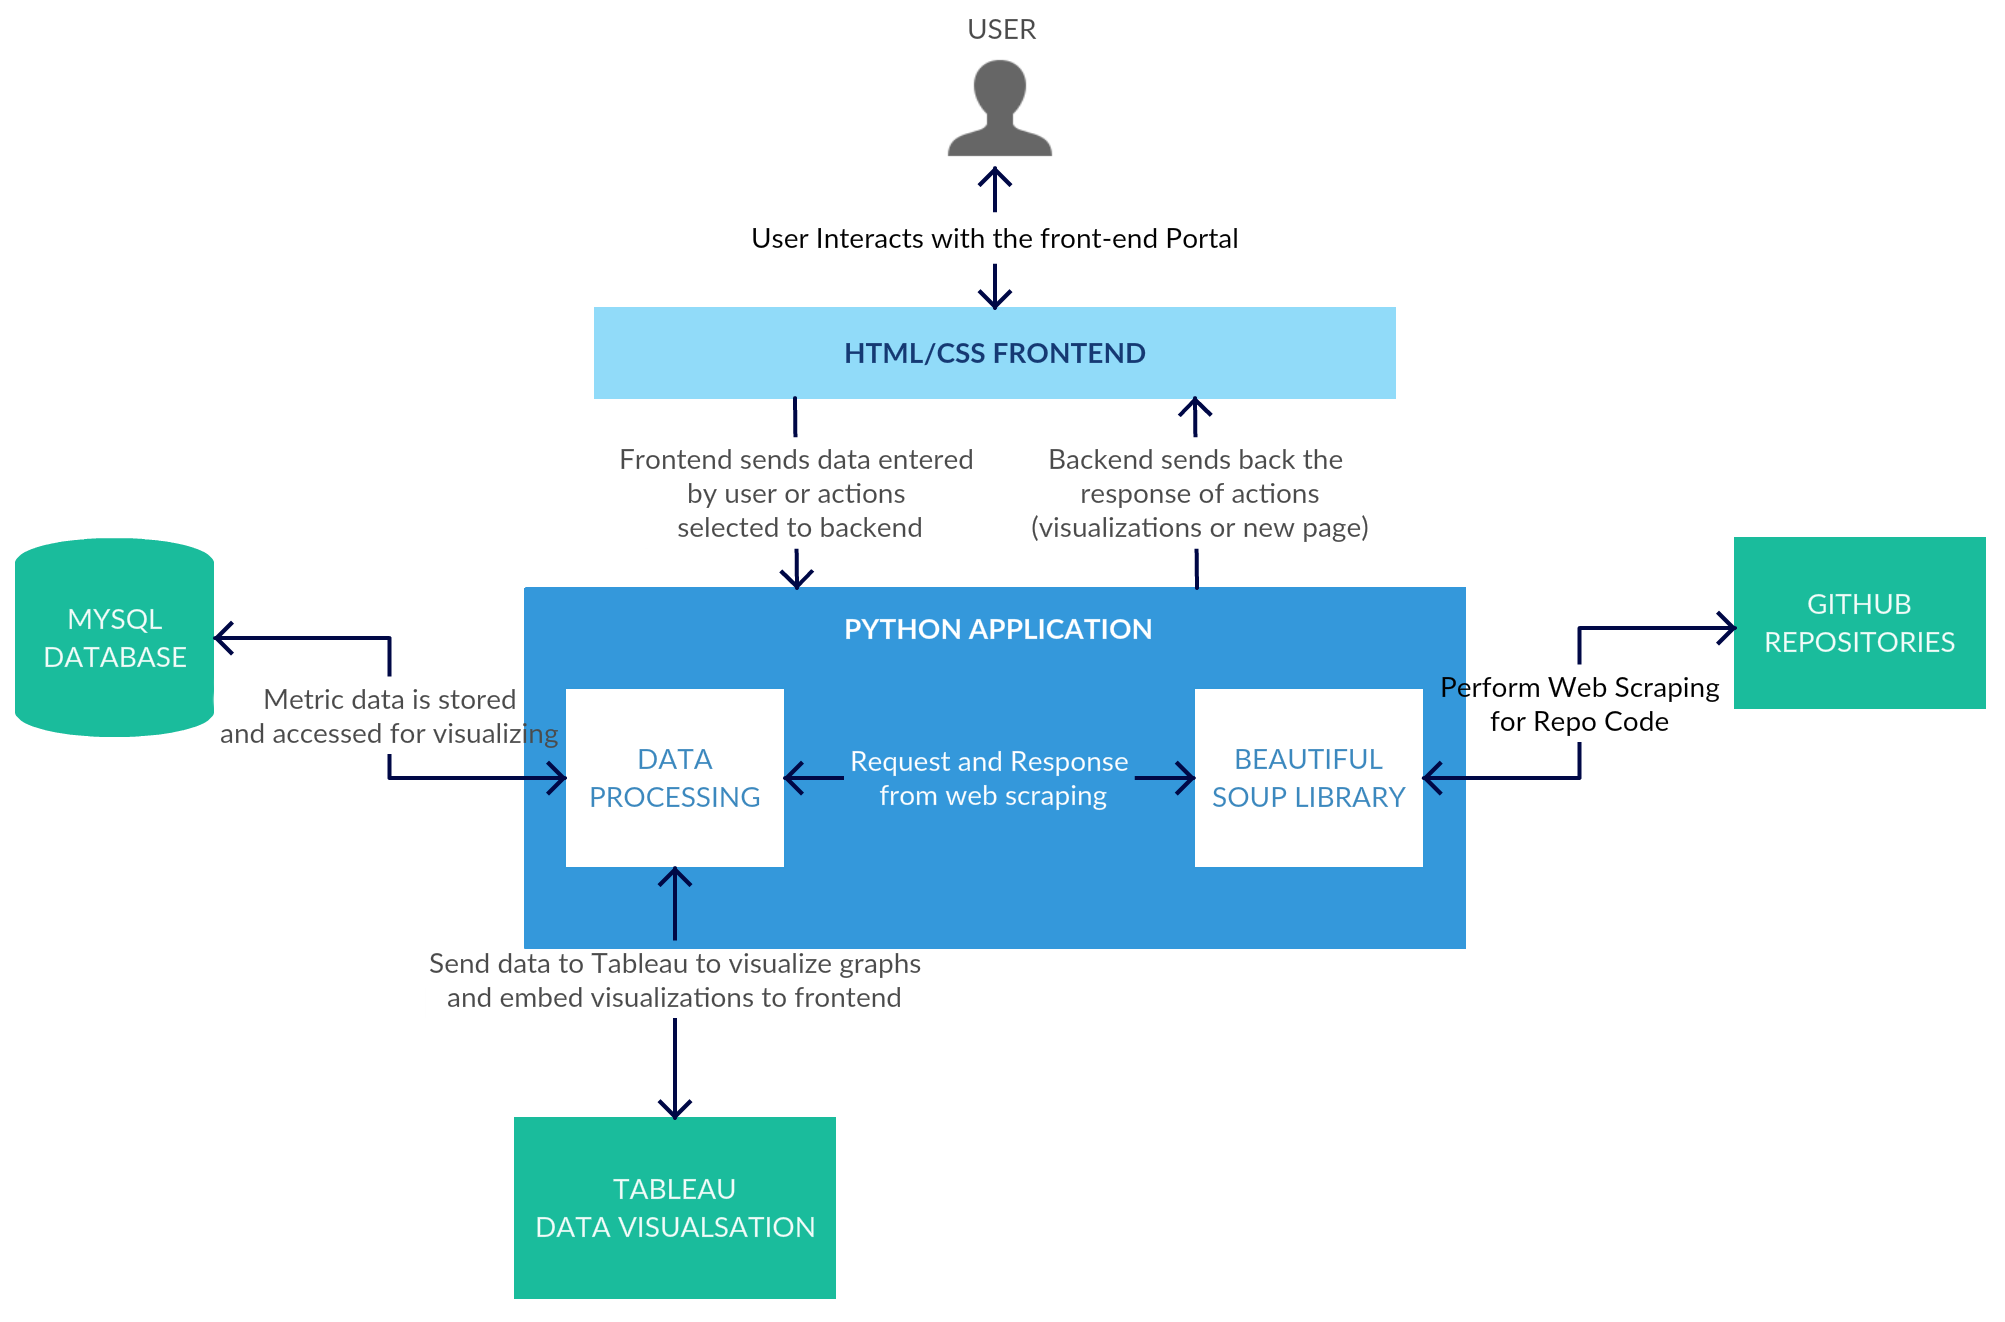 USER
User Interacts with the front-end Portal
HTML/CSS FRONTEND
Frontend sends data entered
by user or actions
selected to backend
Backend sends back the
response of actions
(visualizations or new page)
MYSQL
DATABASE
Metric data is stored
and accessed for visualizing
PYTHON APPLICATION
DATA
PROCESSING
Request and Response
from web scraping
BEAUTIFUL
SOUP LIBRARY
Perform Web Scraping
for Repo Code
GITHUB
REPOSITORIES
Send data to Tableau to visualize graphs
and embed visualizations to frontend
TABLEAU
DATA VISUALSATION